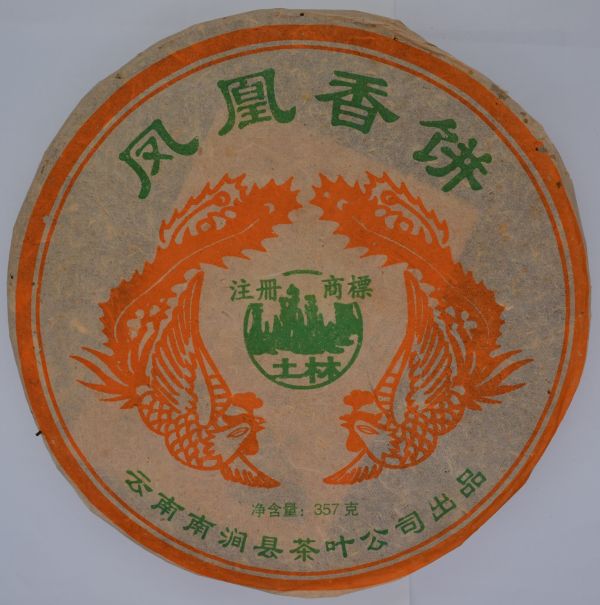 凤凰香饼
注册 商標
土林
净含量：357克
云南南涧县茶叶公司出品